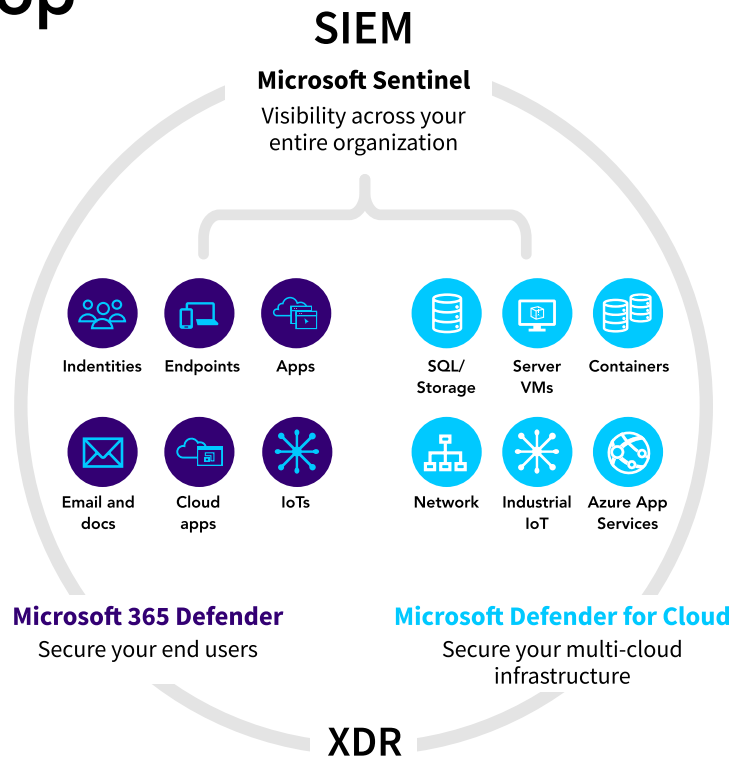 op
SIEM
Microsoft Sentinel
Visibility across your
entire organization
Indentities
Endpoints
Apps
SQL/
Storage
Server
VMs
Containers
Email and
docs
Cloud
apps
IoTs
Network
Industrial
IoT
Azure App
Services
Microsoft 365 Defender
Secure your end users
Microsoft Defender for Cloud
Secure your multi-cloud
infrastructure
XDR